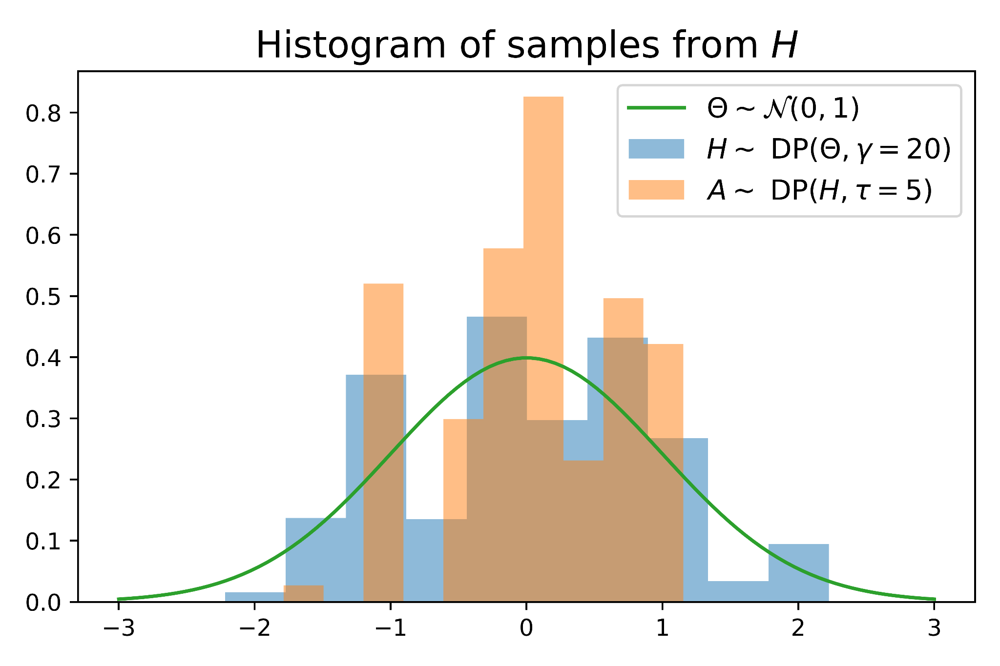 Histogram of samples from H
Θ ∼ 𝒩(0, 1)
H ∼ DP(Θ, γ = 20)
A ∼ DP(H, τ = 5)
0.8
0.7
0.6
0.5
0.4
0.3
0.2
0.1
0.0
−3 −2 −1 0 1 2 3